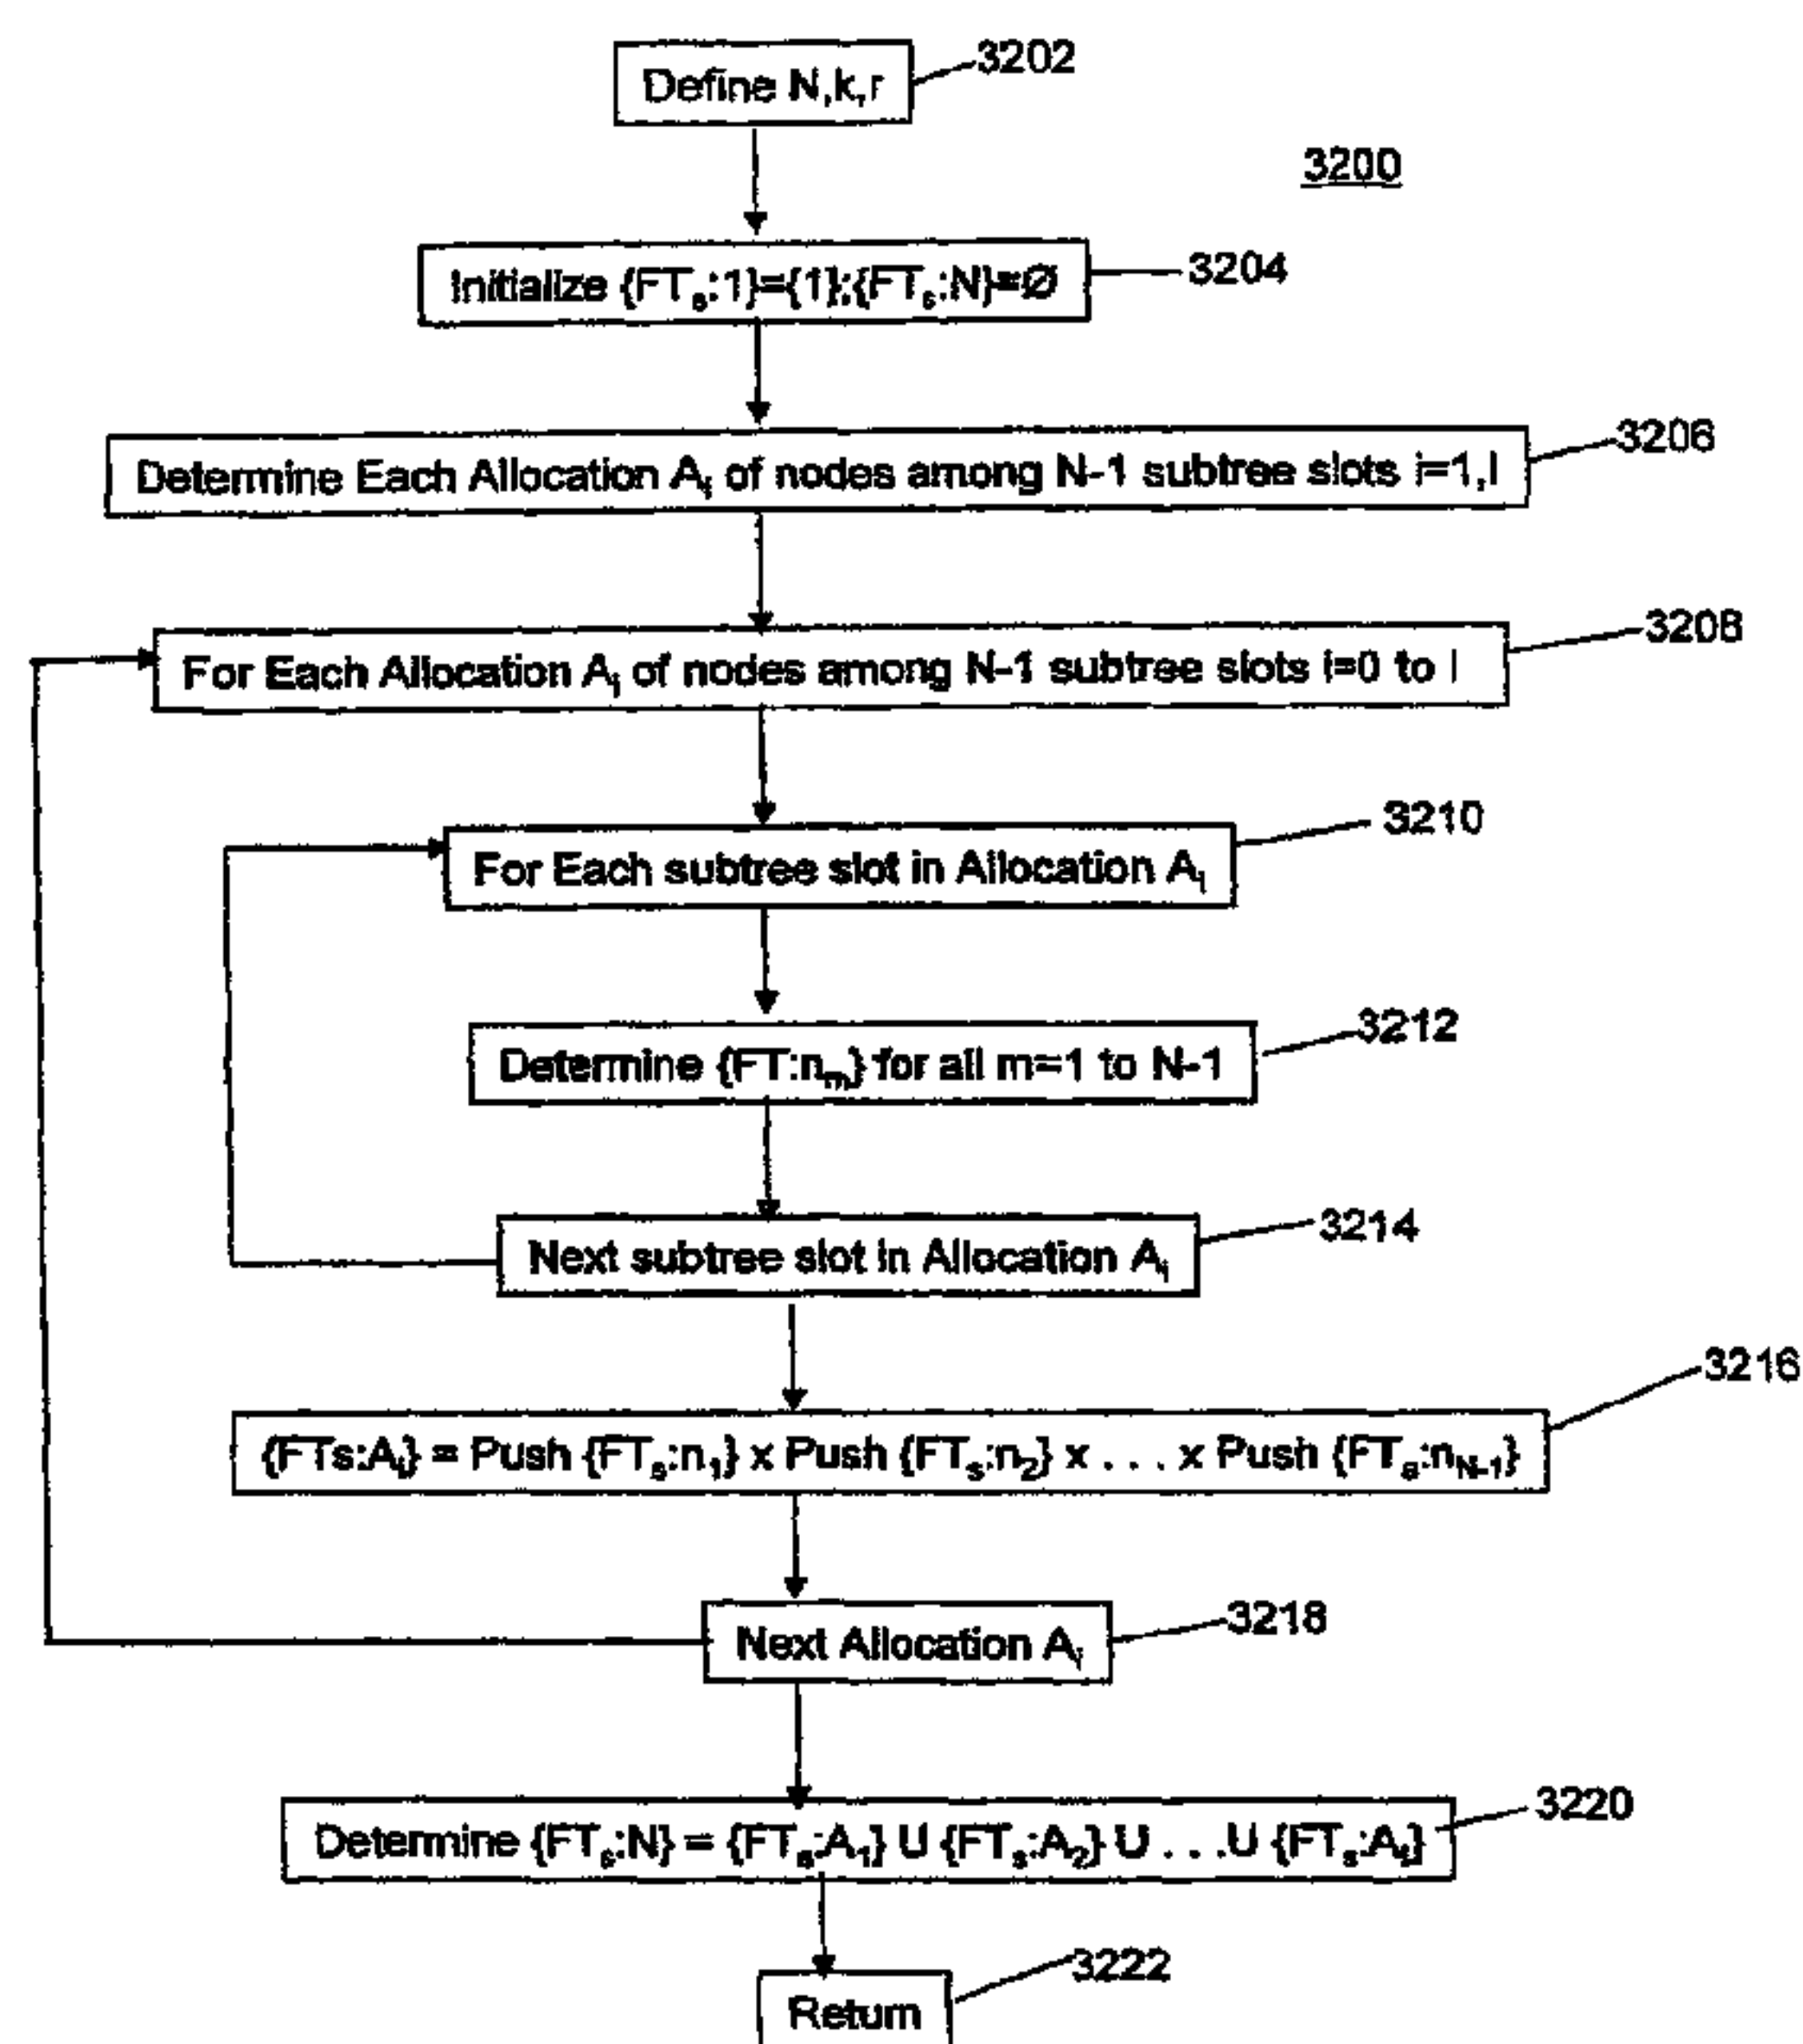 Define N,k,r
3202
3200
Initialize {FTₛ:1}={1};{FTₛ:N}=Ø
3204
Determine Each Allocation Aᵢ of nodes among N-1 subtree slots i=1,I
3206
For Each Allocation Aᵢ of nodes among N-1 subtree slots i=0 to I
3208
For Each subtree slot in Allocation Aᵢ
3210
Determine {FT:nₘ} for all m=1 to N-1
3212
Next subtree slot in Allocation Aᵢ
3214
{FTs:Aᵢ} = Push {FTₛ:n₁} x Push {FTₛ:n₂} x . . . x Push {FTₛ:n_N-1}
3216
Next Allocation Aᵢ
3218
Determine {FTₛ:N} = {FTₛ:A₁} U {FTₛ:A₂} U . . .U {FTₛ:Aᵢ}
3220
Return
3222